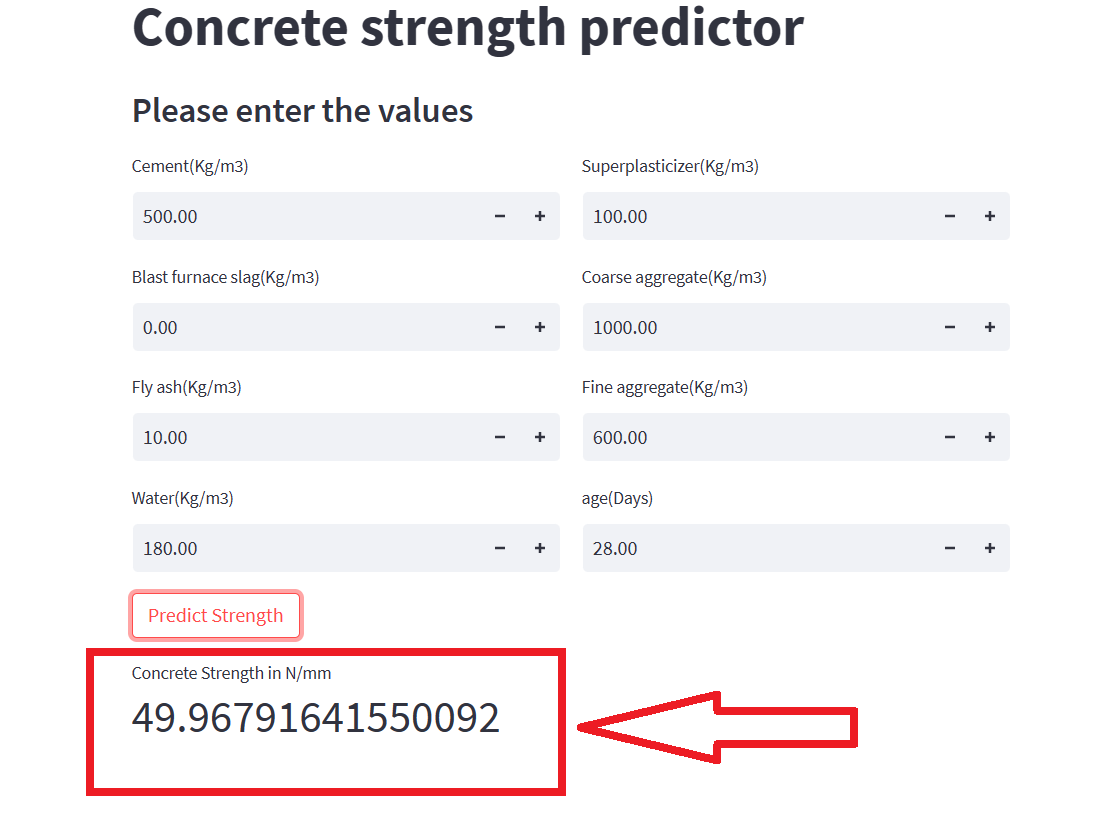 Concrete strength predictor
Please enter the values
Cement(Kg/m3)
500.00
Superplasticizer(Kg/m3)
100.00
Blast furnace slag(Kg/m3)
0.00
Coarse aggregate(Kg/m3)
1000.00
Fly ash(Kg/m3)
10.00
Fine aggregate(Kg/m3)
600.00
Water(Kg/m3)
180.00
age(Days)
28.00
Predict Strength
Concrete Strength in N/mm
49.96791641550092